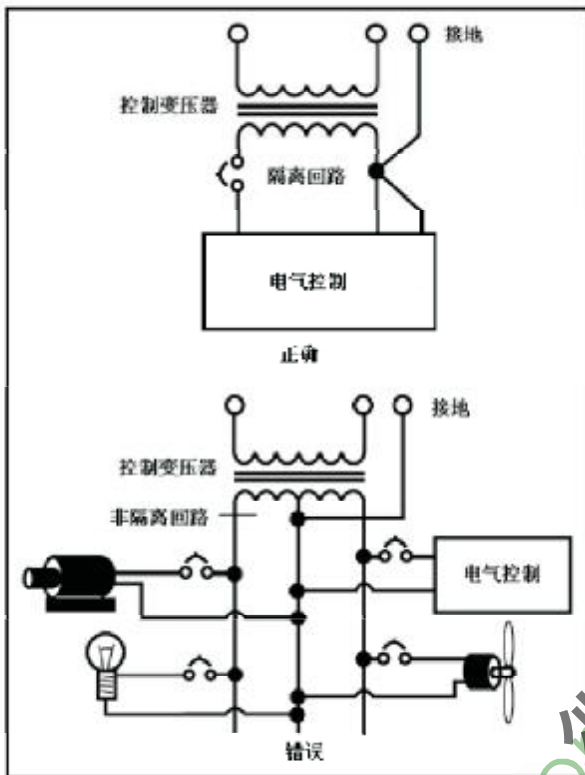 接地
控制变压器
隔离回路
电气控制
正确
接地
控制变压器
非隔离回路
电气控制
错误